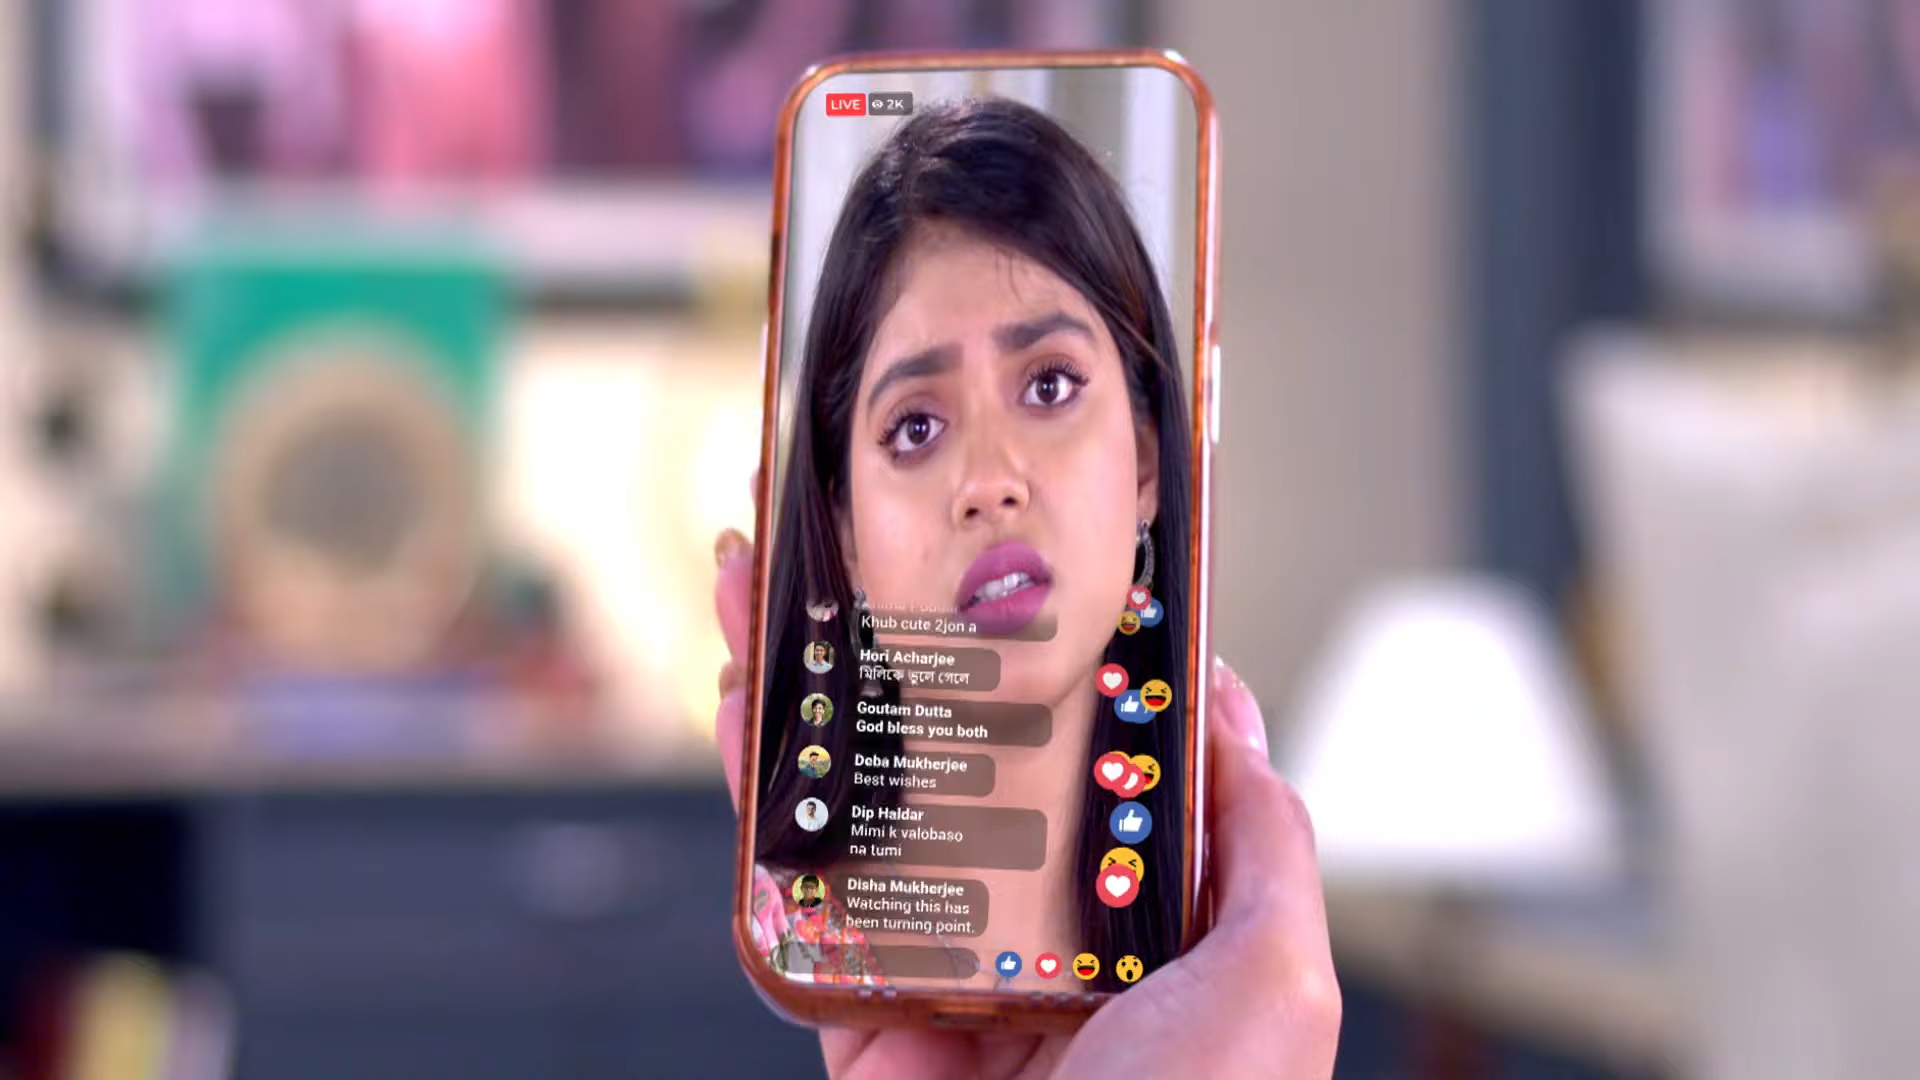 LIVE 2K
Khub cute 2jon a
Hori Acharjee
মিলিকে ভুলে গেলে
Goutam Dutta
God bless you both
Deba Mukherjee
Best wishes
Dip Haldar
Mimi k valobaso
na tumi
Disha Mukherjee
Watching this has
been turning point.